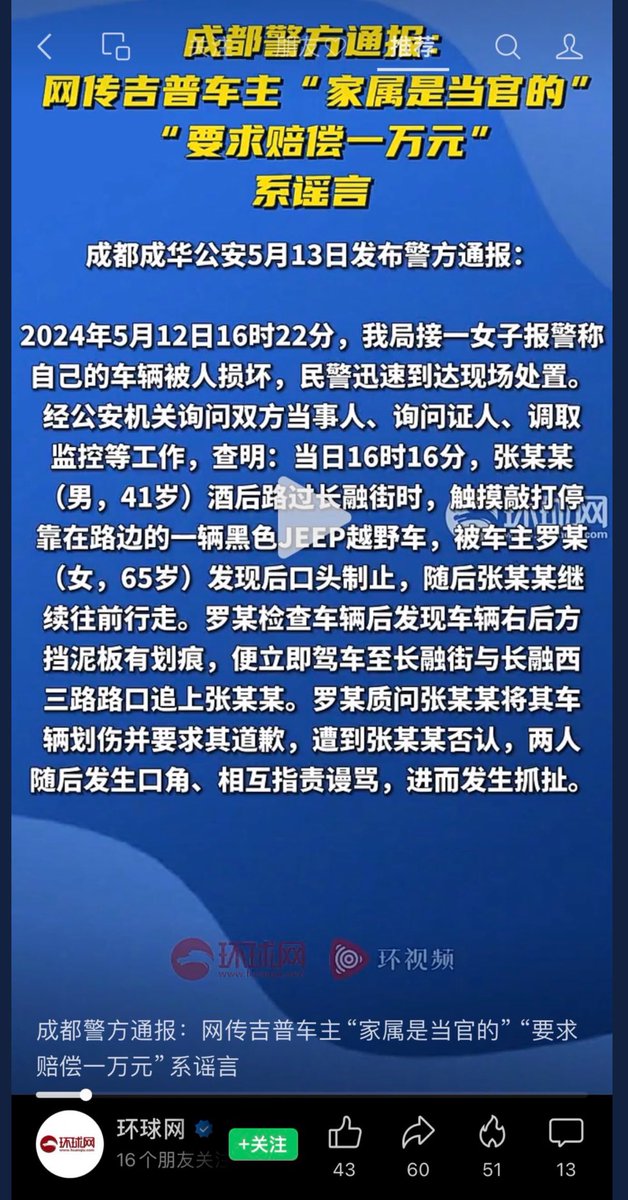 推荐
成都警方通报：
网传吉普车主“家属是当官的”
“要求赔偿一万元”
系谣言
成都成华公安5月13日发布警方通报：
2024年5月12日16时22分，我局接一女子报警称
自己的车辆被人损坏，民警迅速到达现场处置。
经公安机关询问双方当事人、询问证人、调取
监控等工作，查明：当日16时16分，张某某
（男，41岁）酒后路过长融街时，触摸敲打停
靠在路边的一辆黑色JEEP越野车，被车主罗某
（女，65岁）发现后口头制止，随后张某某继
续往前行走。罗某检查车辆后发现车辆右后方
挡泥板有划痕，便立即驾车至长融街与长融西
三路路口追上张某某。罗某质问张某某将其车
辆划伤并要求其道歉，遭到张某某否认，两人
随后发生口角、相互指责谩骂，进而发生抓扯。
环球网
环球网
www.huanqiu.com
环视频
成都警方通报：网传吉普车主“家属是当官的”“要求
赔偿一万元”系谣言
环球网
环球网
16个朋友关注
+关注
43
60
51
13